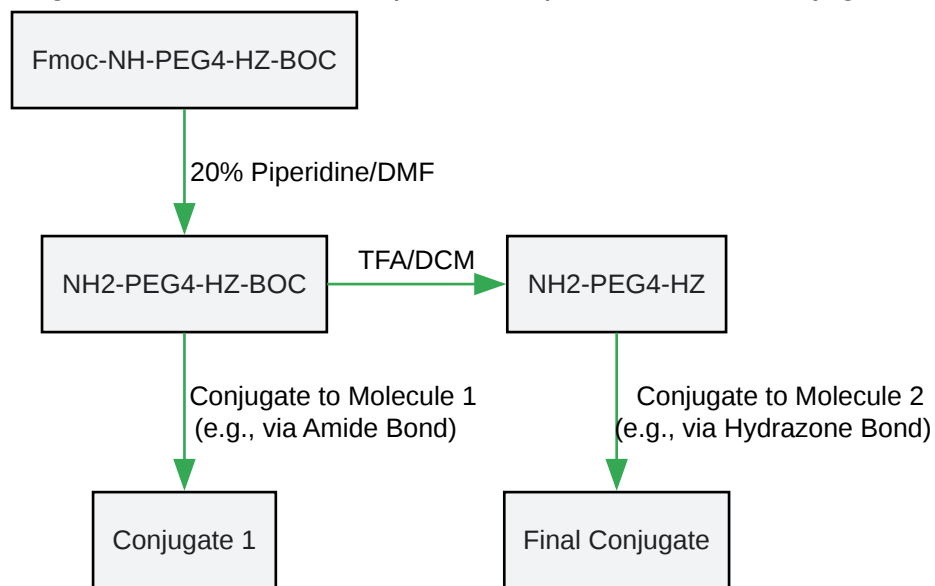 Fmoc-NH-PEG4-HZ-BOC
20% Piperidine/DMF
NH2-PEG4-HZ-BOC
TFA/DCM
NH2-PEG4-HZ
Conjugate to Molecule 1
(e.g., via Amide Bond)
Conjugate to Molecule 2
(e.g., via Hydrazone Bond)
Conjugate 1
Final Conjugate